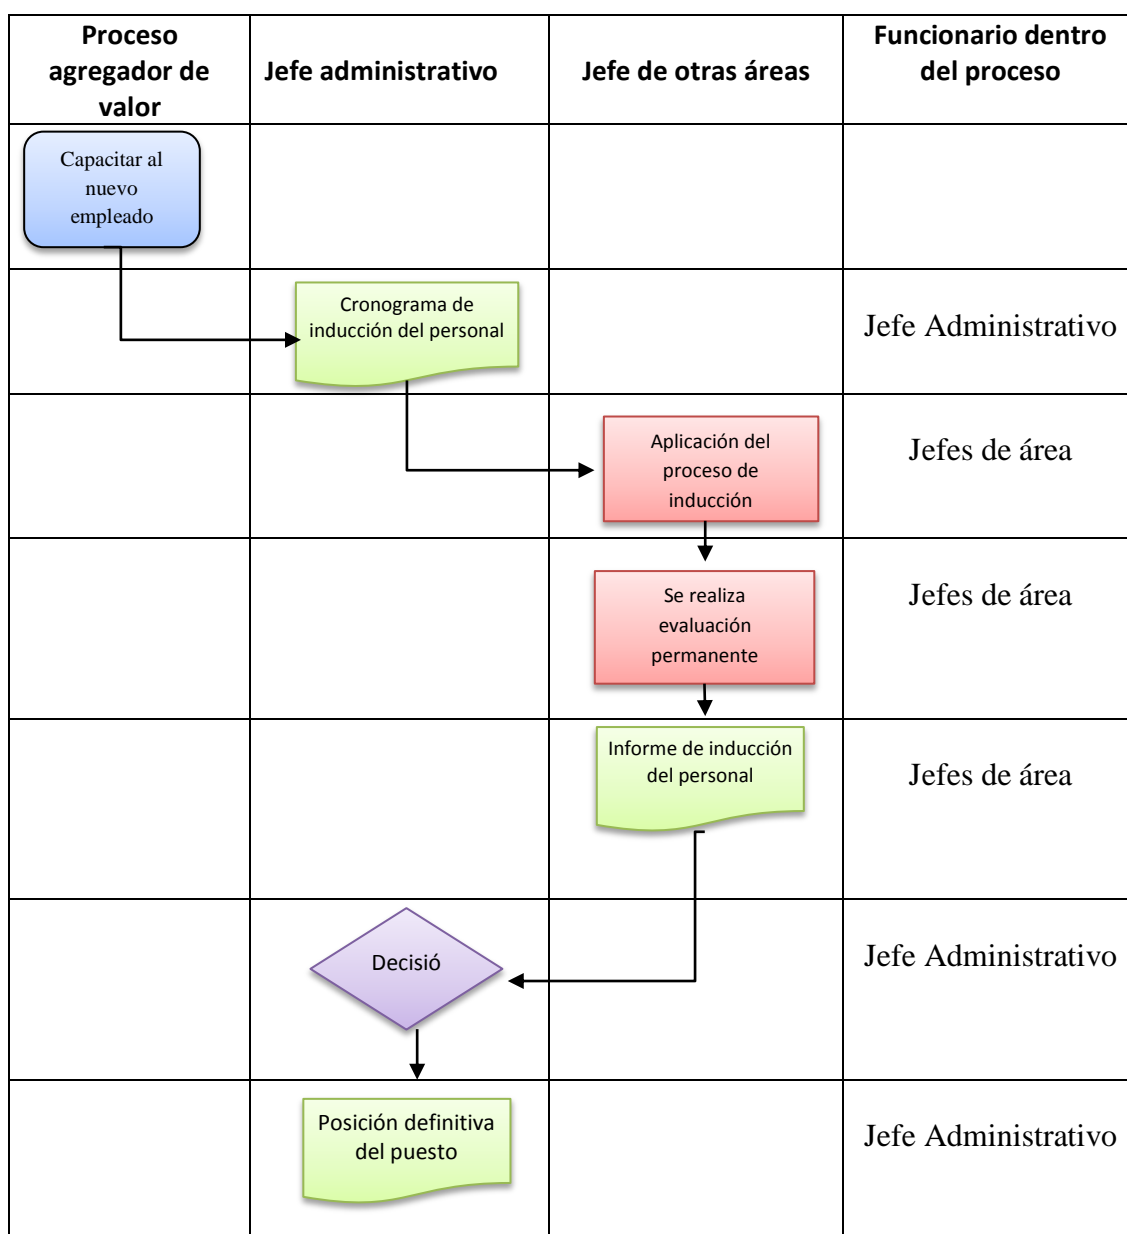 Proceso
agregador de
valor
Jefe administrativo
Jefe de otras áreas
Funcionario dentro
del proceso
Capacitar al
nuevo
empleado
Cronograma de
inducción del personal
Jefe Administrativo
Aplicación del
proceso de
inducción
Jefes de área
Se realiza
evaluación
permanente
Jefes de área
Informe de inducción
del personal
Jefes de área
Decisió
Jefe Administrativo
Posición definitiva
del puesto
Jefe Administrativo